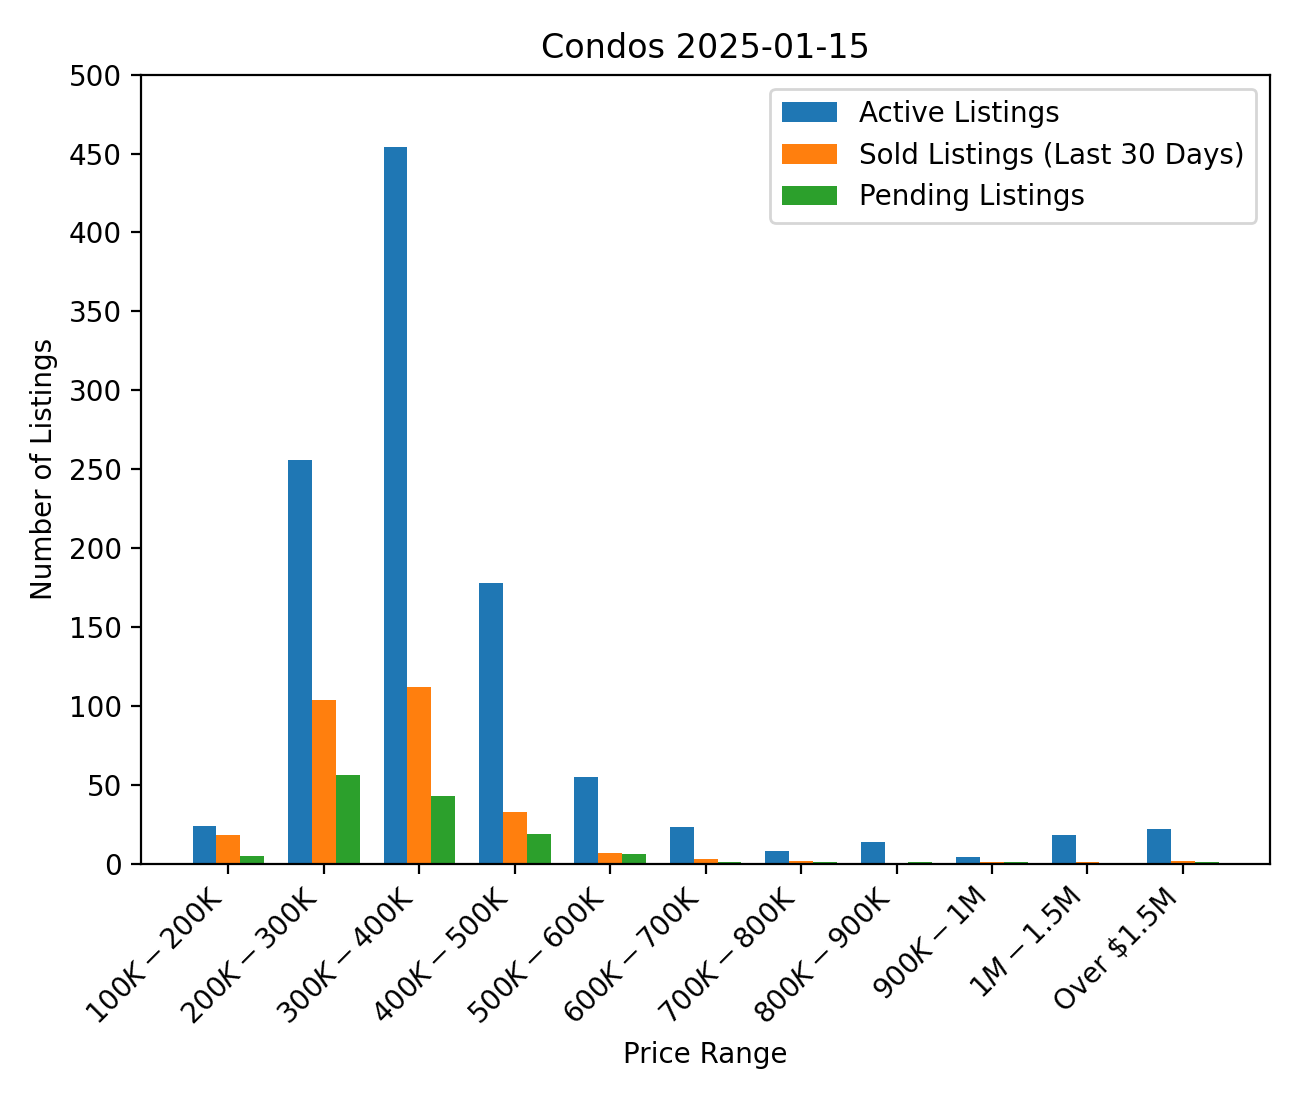 Condos 2025-01-15
Active Listings
Sold Listings (Last 30 Days)
Pending Listings
Number of Listings
500
450
400
350
300
250
200
150
100
50
0
100K − 200K
200K − 300K
300K − 400K
400K − 500K
500K − 600K
600K − 700K
700K − 800K
800K − 900K
900K − 1M
1M − 1.5M
Over $1.5M
Price Range